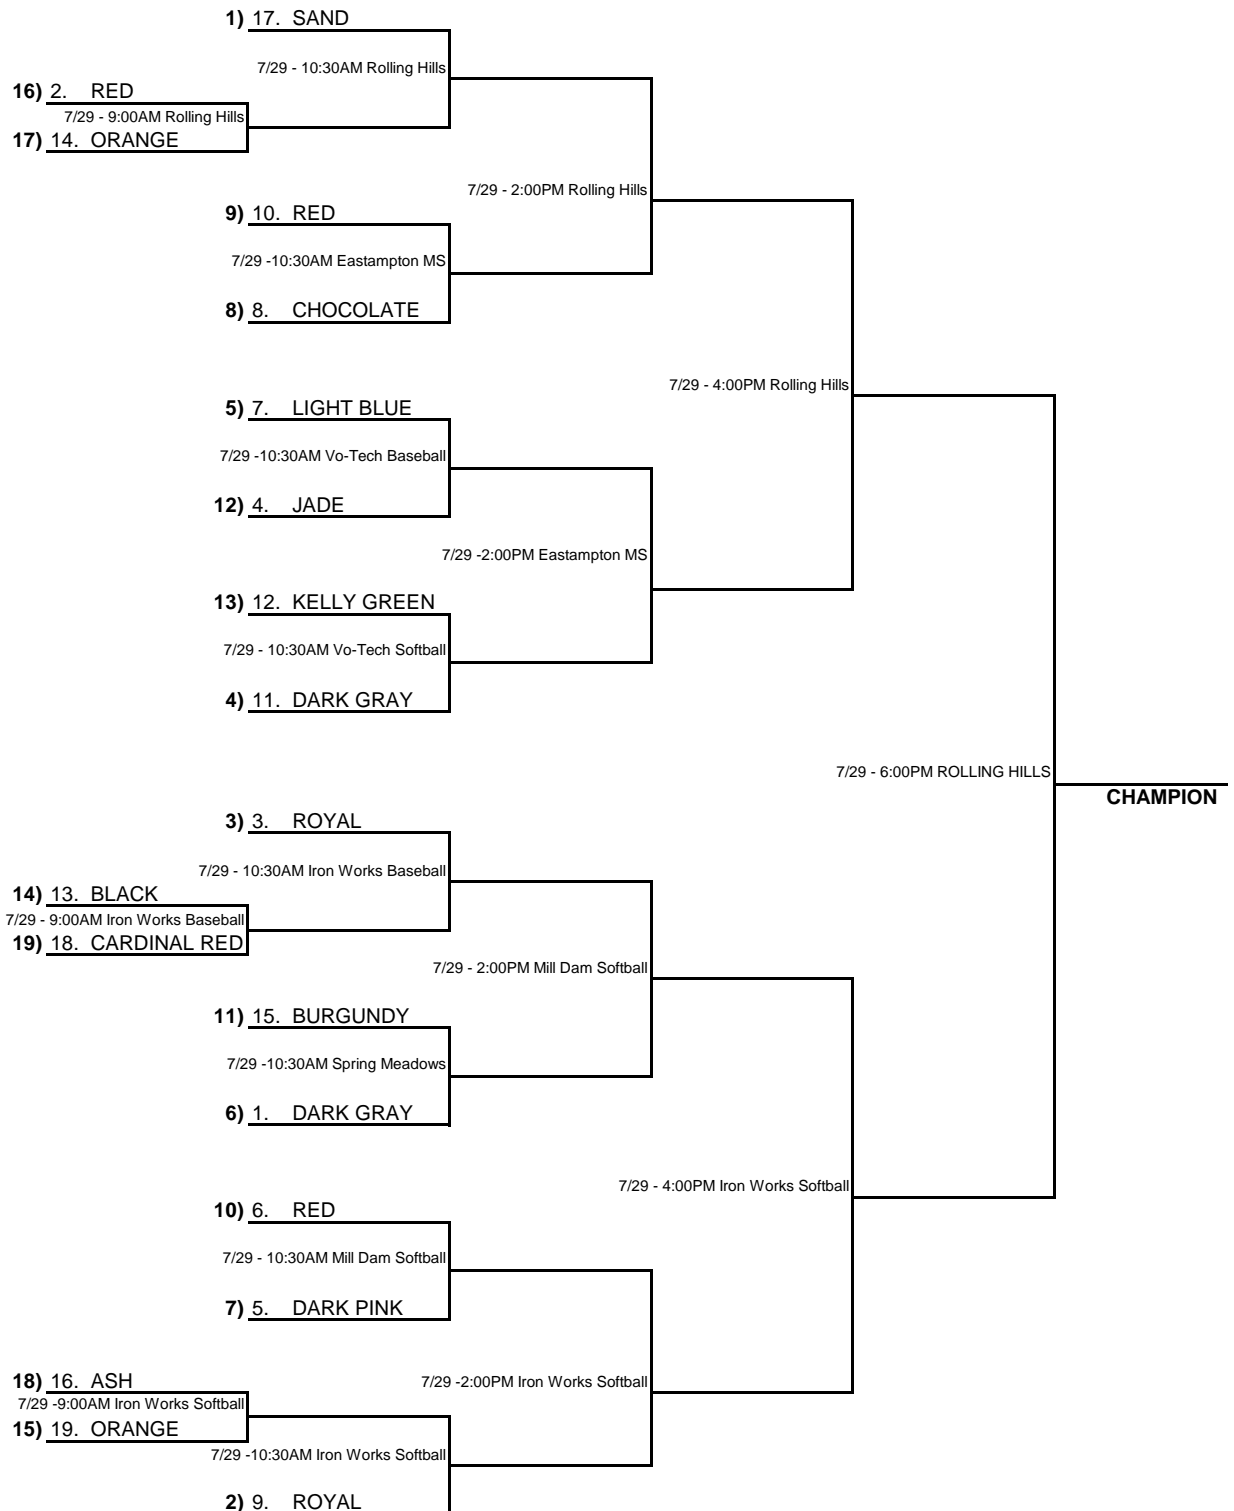 1) 17. SAND
7/29 - 10:30AM Rolling Hills
16) 2. RED
7/29 - 9:00AM Rolling Hills
17) 14. ORANGE
7/29 - 2:00PM Rolling Hills
9) 10. RED
7/29 -10:30AM Eastampton MS
8) 8. CHOCOLATE
7/29 - 4:00PM Rolling Hills
5) 7. LIGHT BLUE
7/29 -10:30AM Vo-Tech Baseball
12) 4. JADE
7/29 -2:00PM Eastampton MS
13) 12. KELLY GREEN
7/29 - 10:30AM Vo-Tech Softball
4) 11. DARK GRAY
7/29 - 6:00PM ROLLING HILLS
CHAMPION
3) 3. ROYAL
7/29 - 10:30AM Iron Works Baseball
14) 13. BLACK
7/29 - 9:00AM Iron Works Baseball
19) 18. CARDINAL RED
7/29 - 2:00PM Mill Dam Softball
11) 15. BURGUNDY
7/29 -10:30AM Spring Meadows
6) 1. DARK GRAY
7/29 - 4:00PM Iron Works Softball
10) 6. RED
7/29 - 10:30AM Mill Dam Softball
7) 5. DARK PINK
18) 16. ASH
7/29 -2:00PM Iron Works Softball
7/29 -9:00AM Iron Works Softball
15) 19. ORANGE
7/29 -10:30AM Iron Works Softball
2) 9. ROYAL